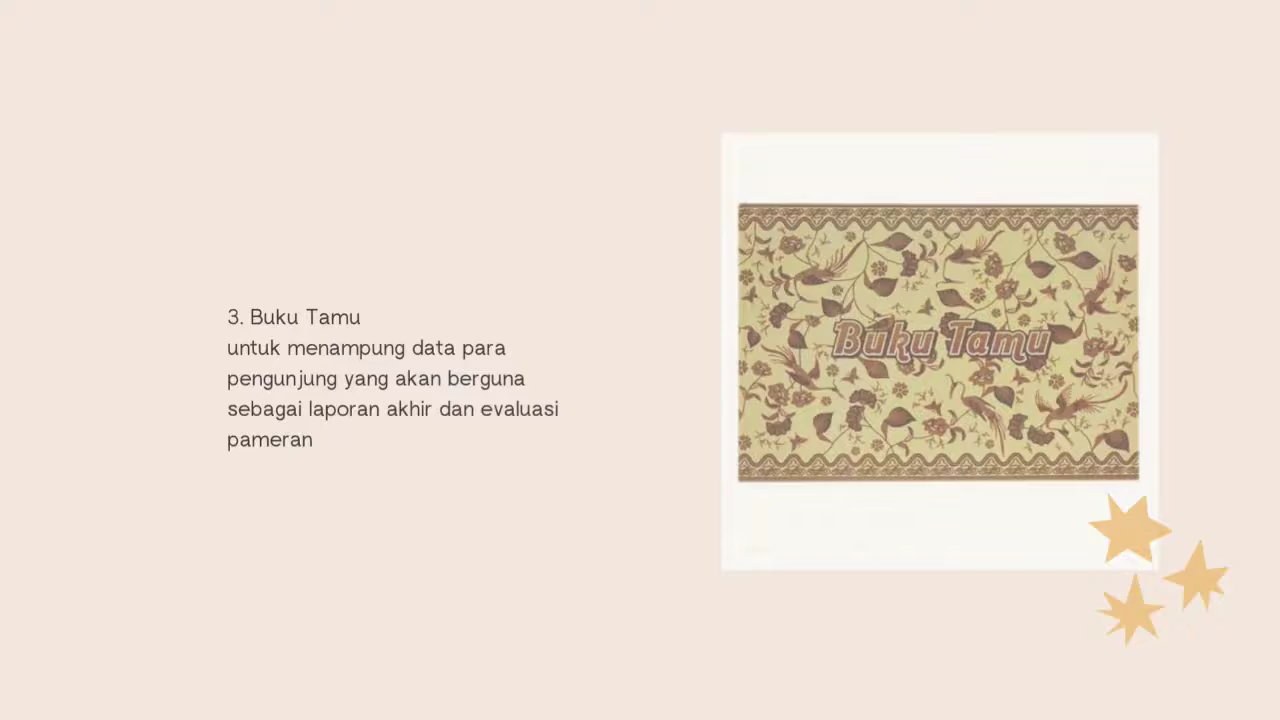 3. Buku Tamu
untuk menampung data para
pengunjung yang akan berguna
sebagai laporan akhir dan evaluasi
pameran
Buku Tamu